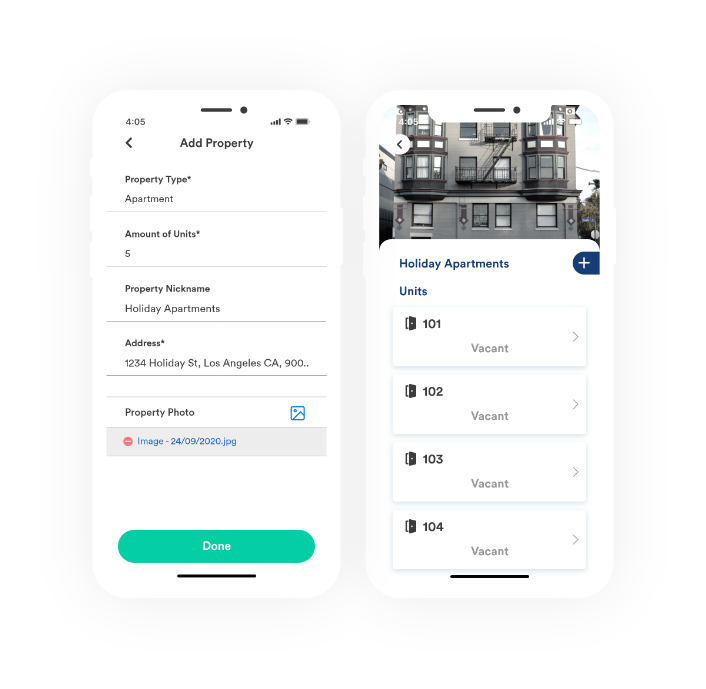 4:05
Add Property
Property Type*
Apartment
Amount of Units*
5
Property Nickname
Holiday Apartments
Address*
1234 Holiday St, Los Angeles CA, 900..
Property Photo
Image - 24/09/2020.jpg
Done
4:05
Holiday Apartments
Units
101
Vacant
102
Vacant
103
Vacant
104
Vacant